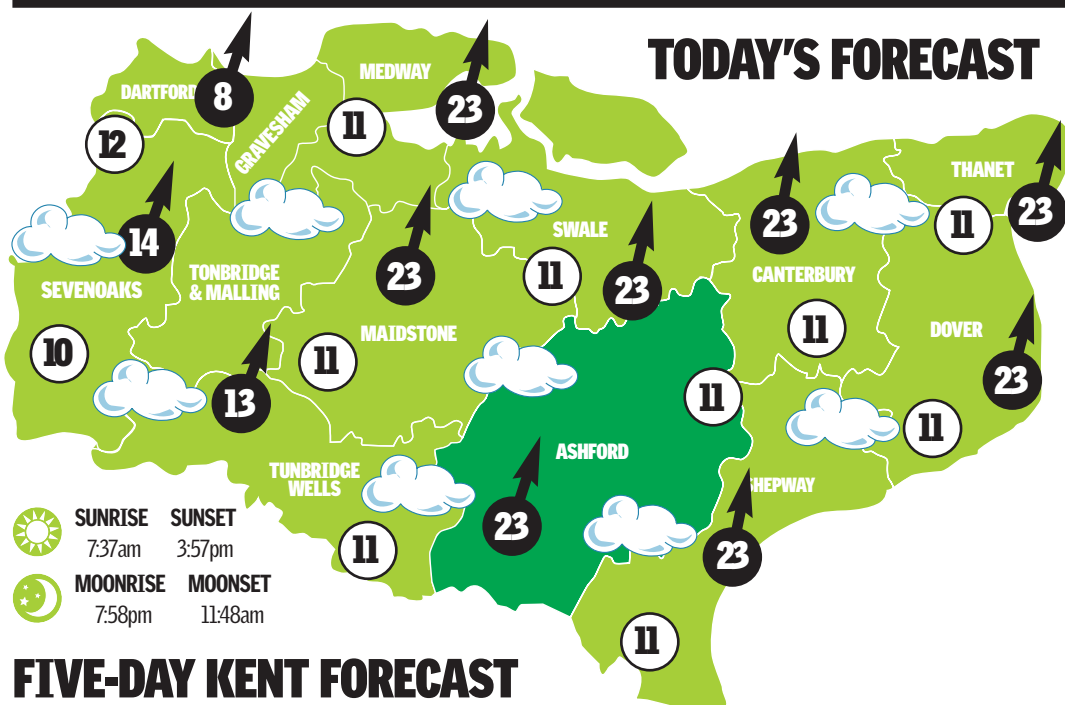 TODAY'S FORECAST
MEDWAY
DARTFORD
8
23
GRAVESHAM
11
12
THANET
23
23
11
14
SWALE
SEVENOAKS
TONBRIDGE
& MALLING
23
11
23
CANTERBURY
MAIDSTONE
11
DOVER
10
11
23
13
11
11
ASHFORD
TUNBRIDGE
WELLS
SHEPWAY
23
11
23
11
SUNRISE SUNSET
7:37am 3:57pm
MOONRISE MOONSET
7:58pm 11:48am
FIVE-DAY KENT FORECAST